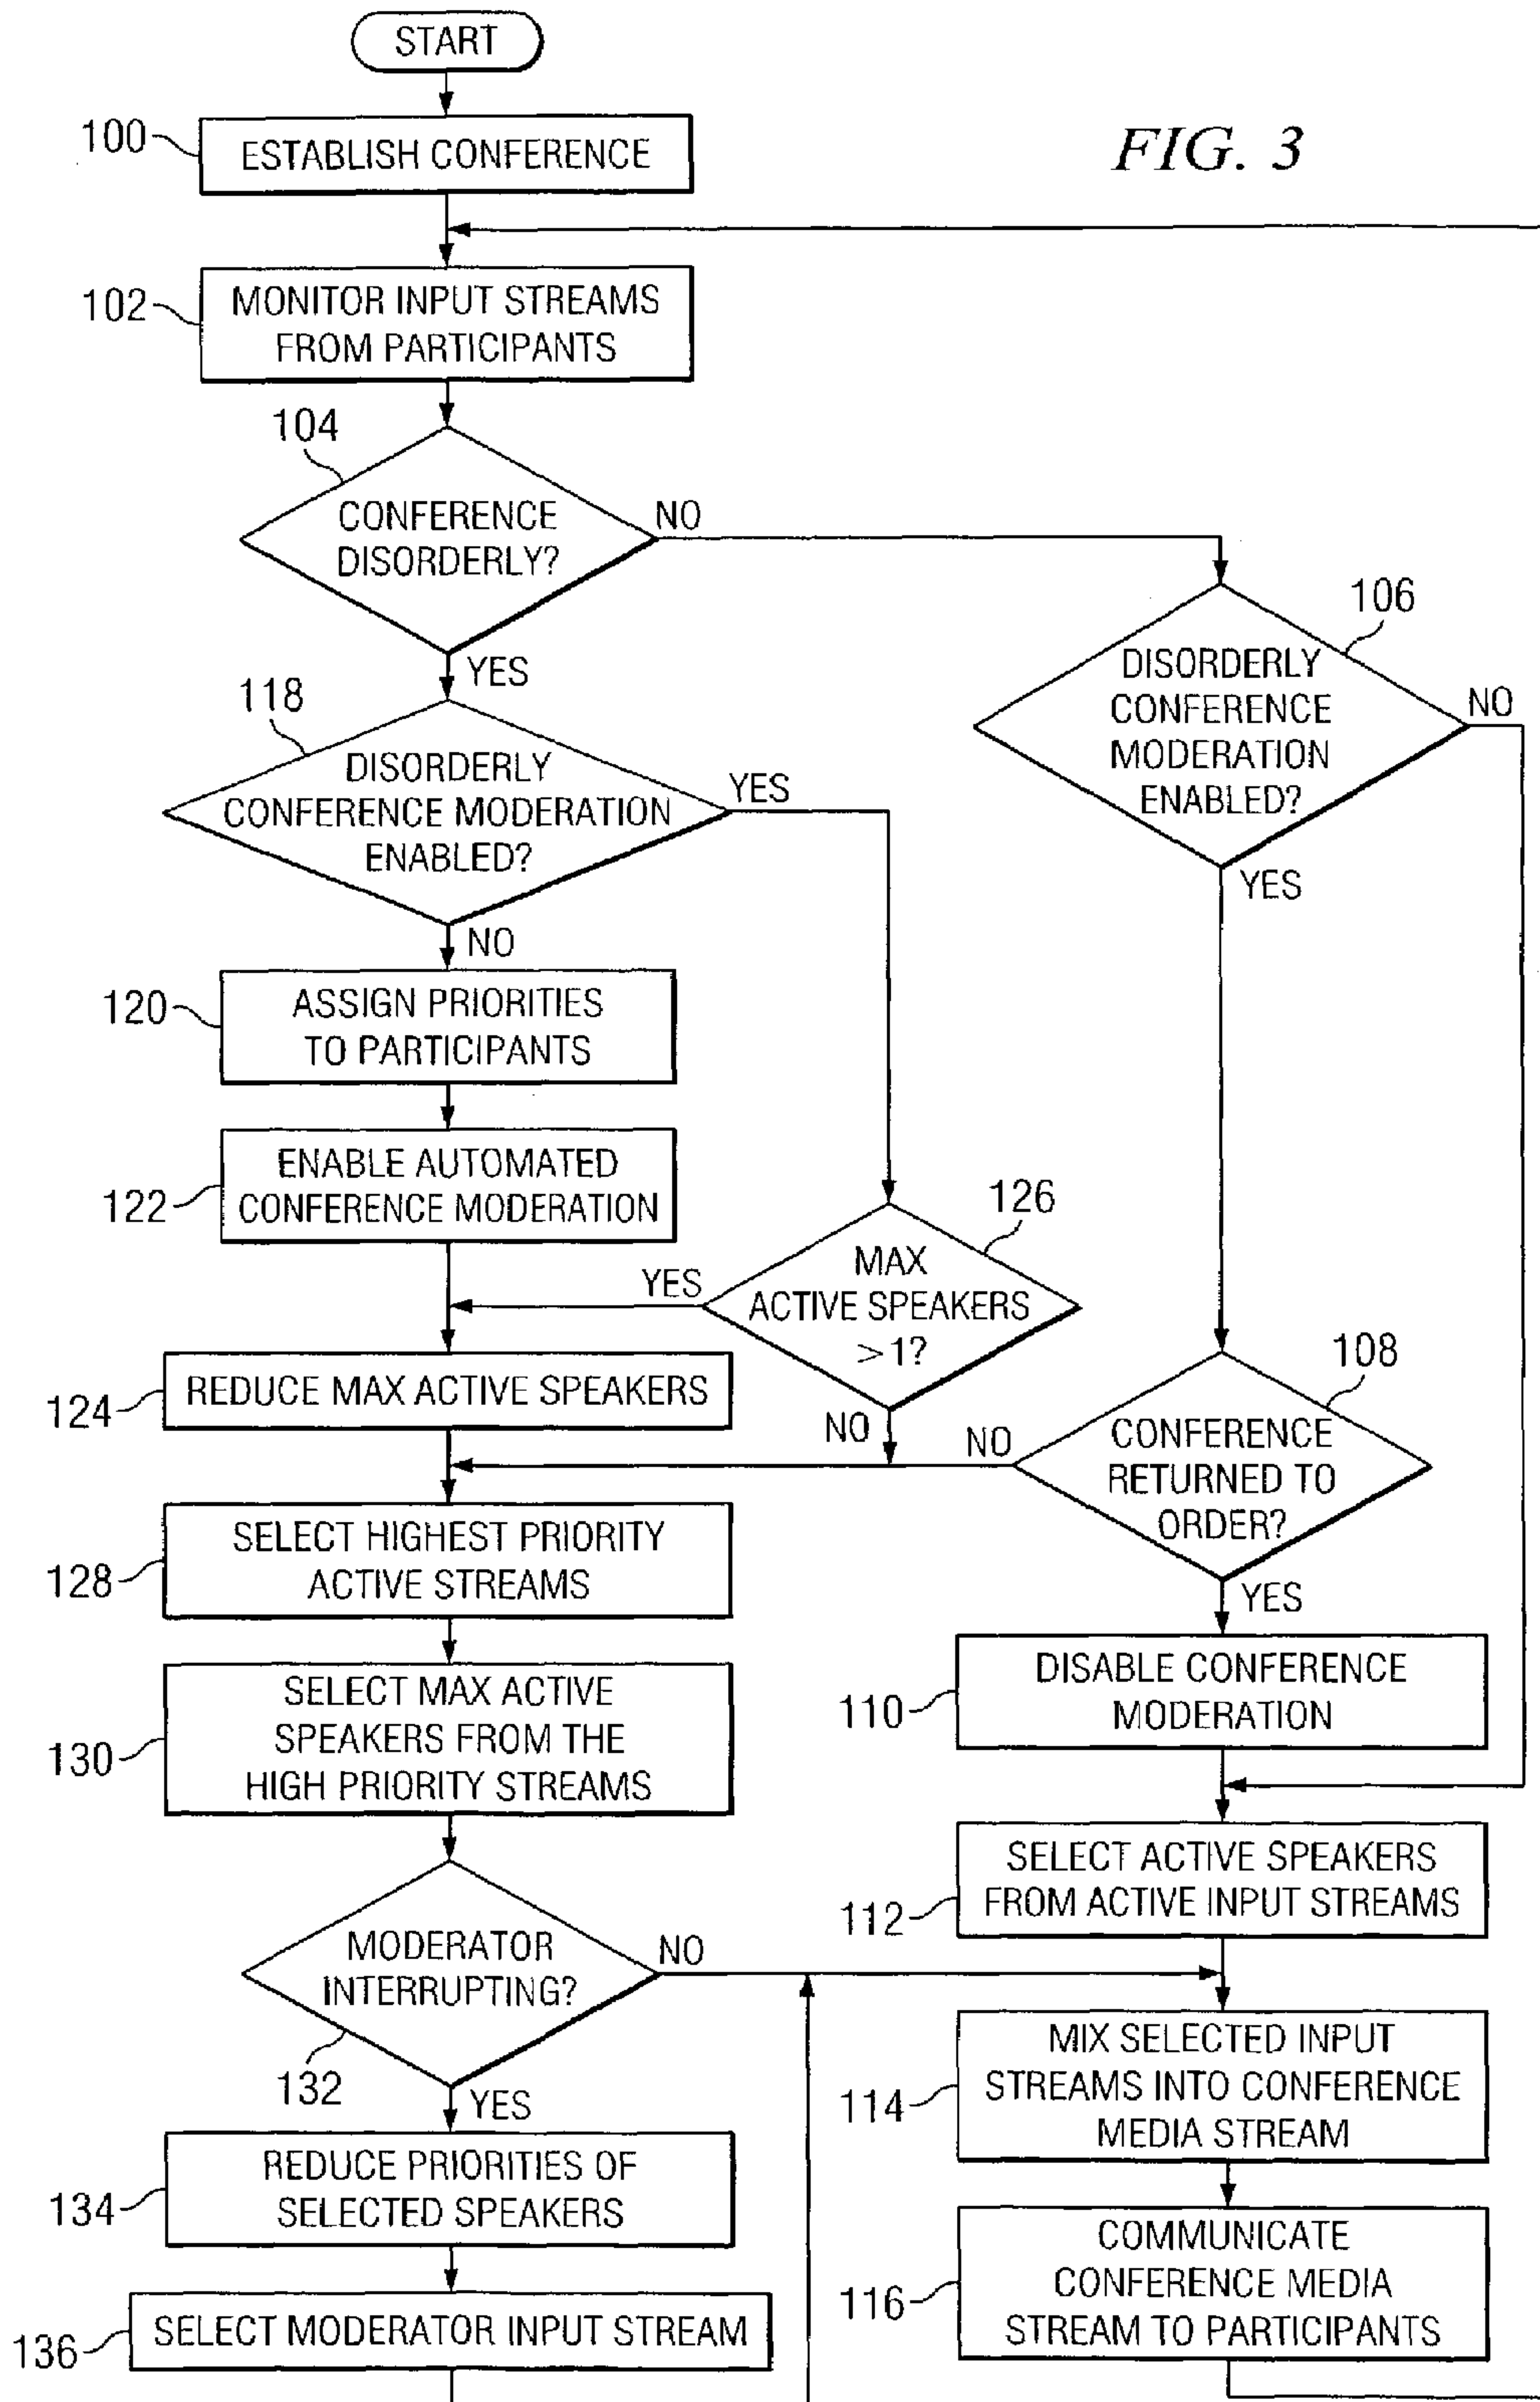 START
FIG. 3
100
ESTABLISH CONFERENCE
102
MONITOR INPUT STREAMS
FROM PARTICIPANTS
104
CONFERENCE
DISORDERLY?
NO
YES
106
DISORDERLY
CONFERENCE
MODERATION
ENABLED?
NO
YES
118
DISORDERLY
CONFERENCE MODERATION
ENABLED?
YES
NO
120
ASSIGN PRIORITIES
TO PARTICIPANTS
122
ENABLE AUTOMATED
CONFERENCE MODERATION
126
MAX
ACTIVE SPEAKERS
>1?
YES
NO
124
REDUCE MAX ACTIVE SPEAKERS
108
CONFERENCE
RETURNED TO
ORDER?
NO
YES
128
SELECT HIGHEST PRIORITY
ACTIVE STREAMS
110
DISABLE CONFERENCE
MODERATION
130
SELECT MAX ACTIVE
SPEAKERS FROM THE
HIGH PRIORITY STREAMS
112
SELECT ACTIVE SPEAKERS
FROM ACTIVE INPUT STREAMS
MODERATOR
INTERRUPTING?
NO
132
YES
114
MIX SELECTED INPUT
STREAMS INTO CONFERENCE
MEDIA STREAM
134
REDUCE PRIORITIES OF
SELECTED SPEAKERS
116
COMMUNICATE
CONFERENCE MEDIA
STREAM TO PARTICIPANTS
136
SELECT MODERATOR INPUT STREAM